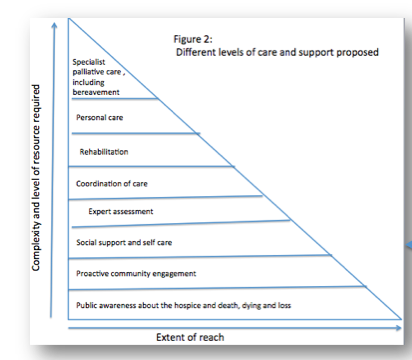 Figure 2:
Different levels of care and support proposed
Specialist
palliative care ,
including
bereavement
Personal care
Rehabilitation
Coordination of care
Expert assessment
Social support and self care
Proactive community engagement
Public awareness about the hospice and death, dying and loss
Complexity and level of resource required
Extent of reach